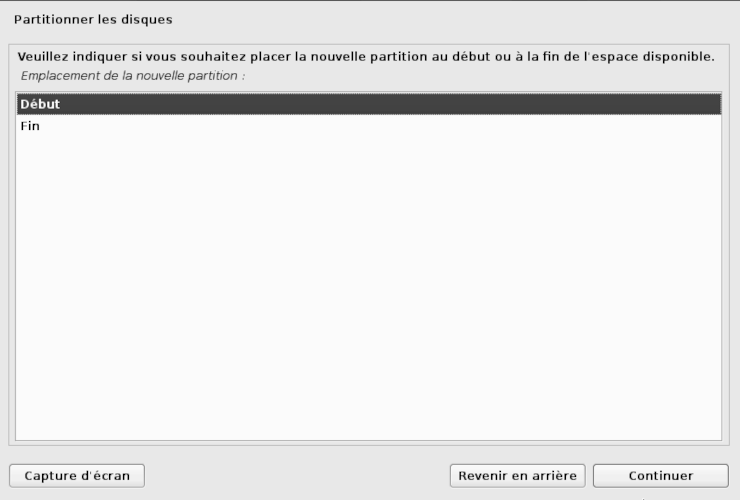 Partitionner les disques
Veuillez indiquer si vous souhaitez placer la nouvelle partition au début ou à la fin de l'espace disponible.
Emplacement de la nouvelle partition :
Début
Fin
Capture d'écran
Revenir en arrière
Continuer